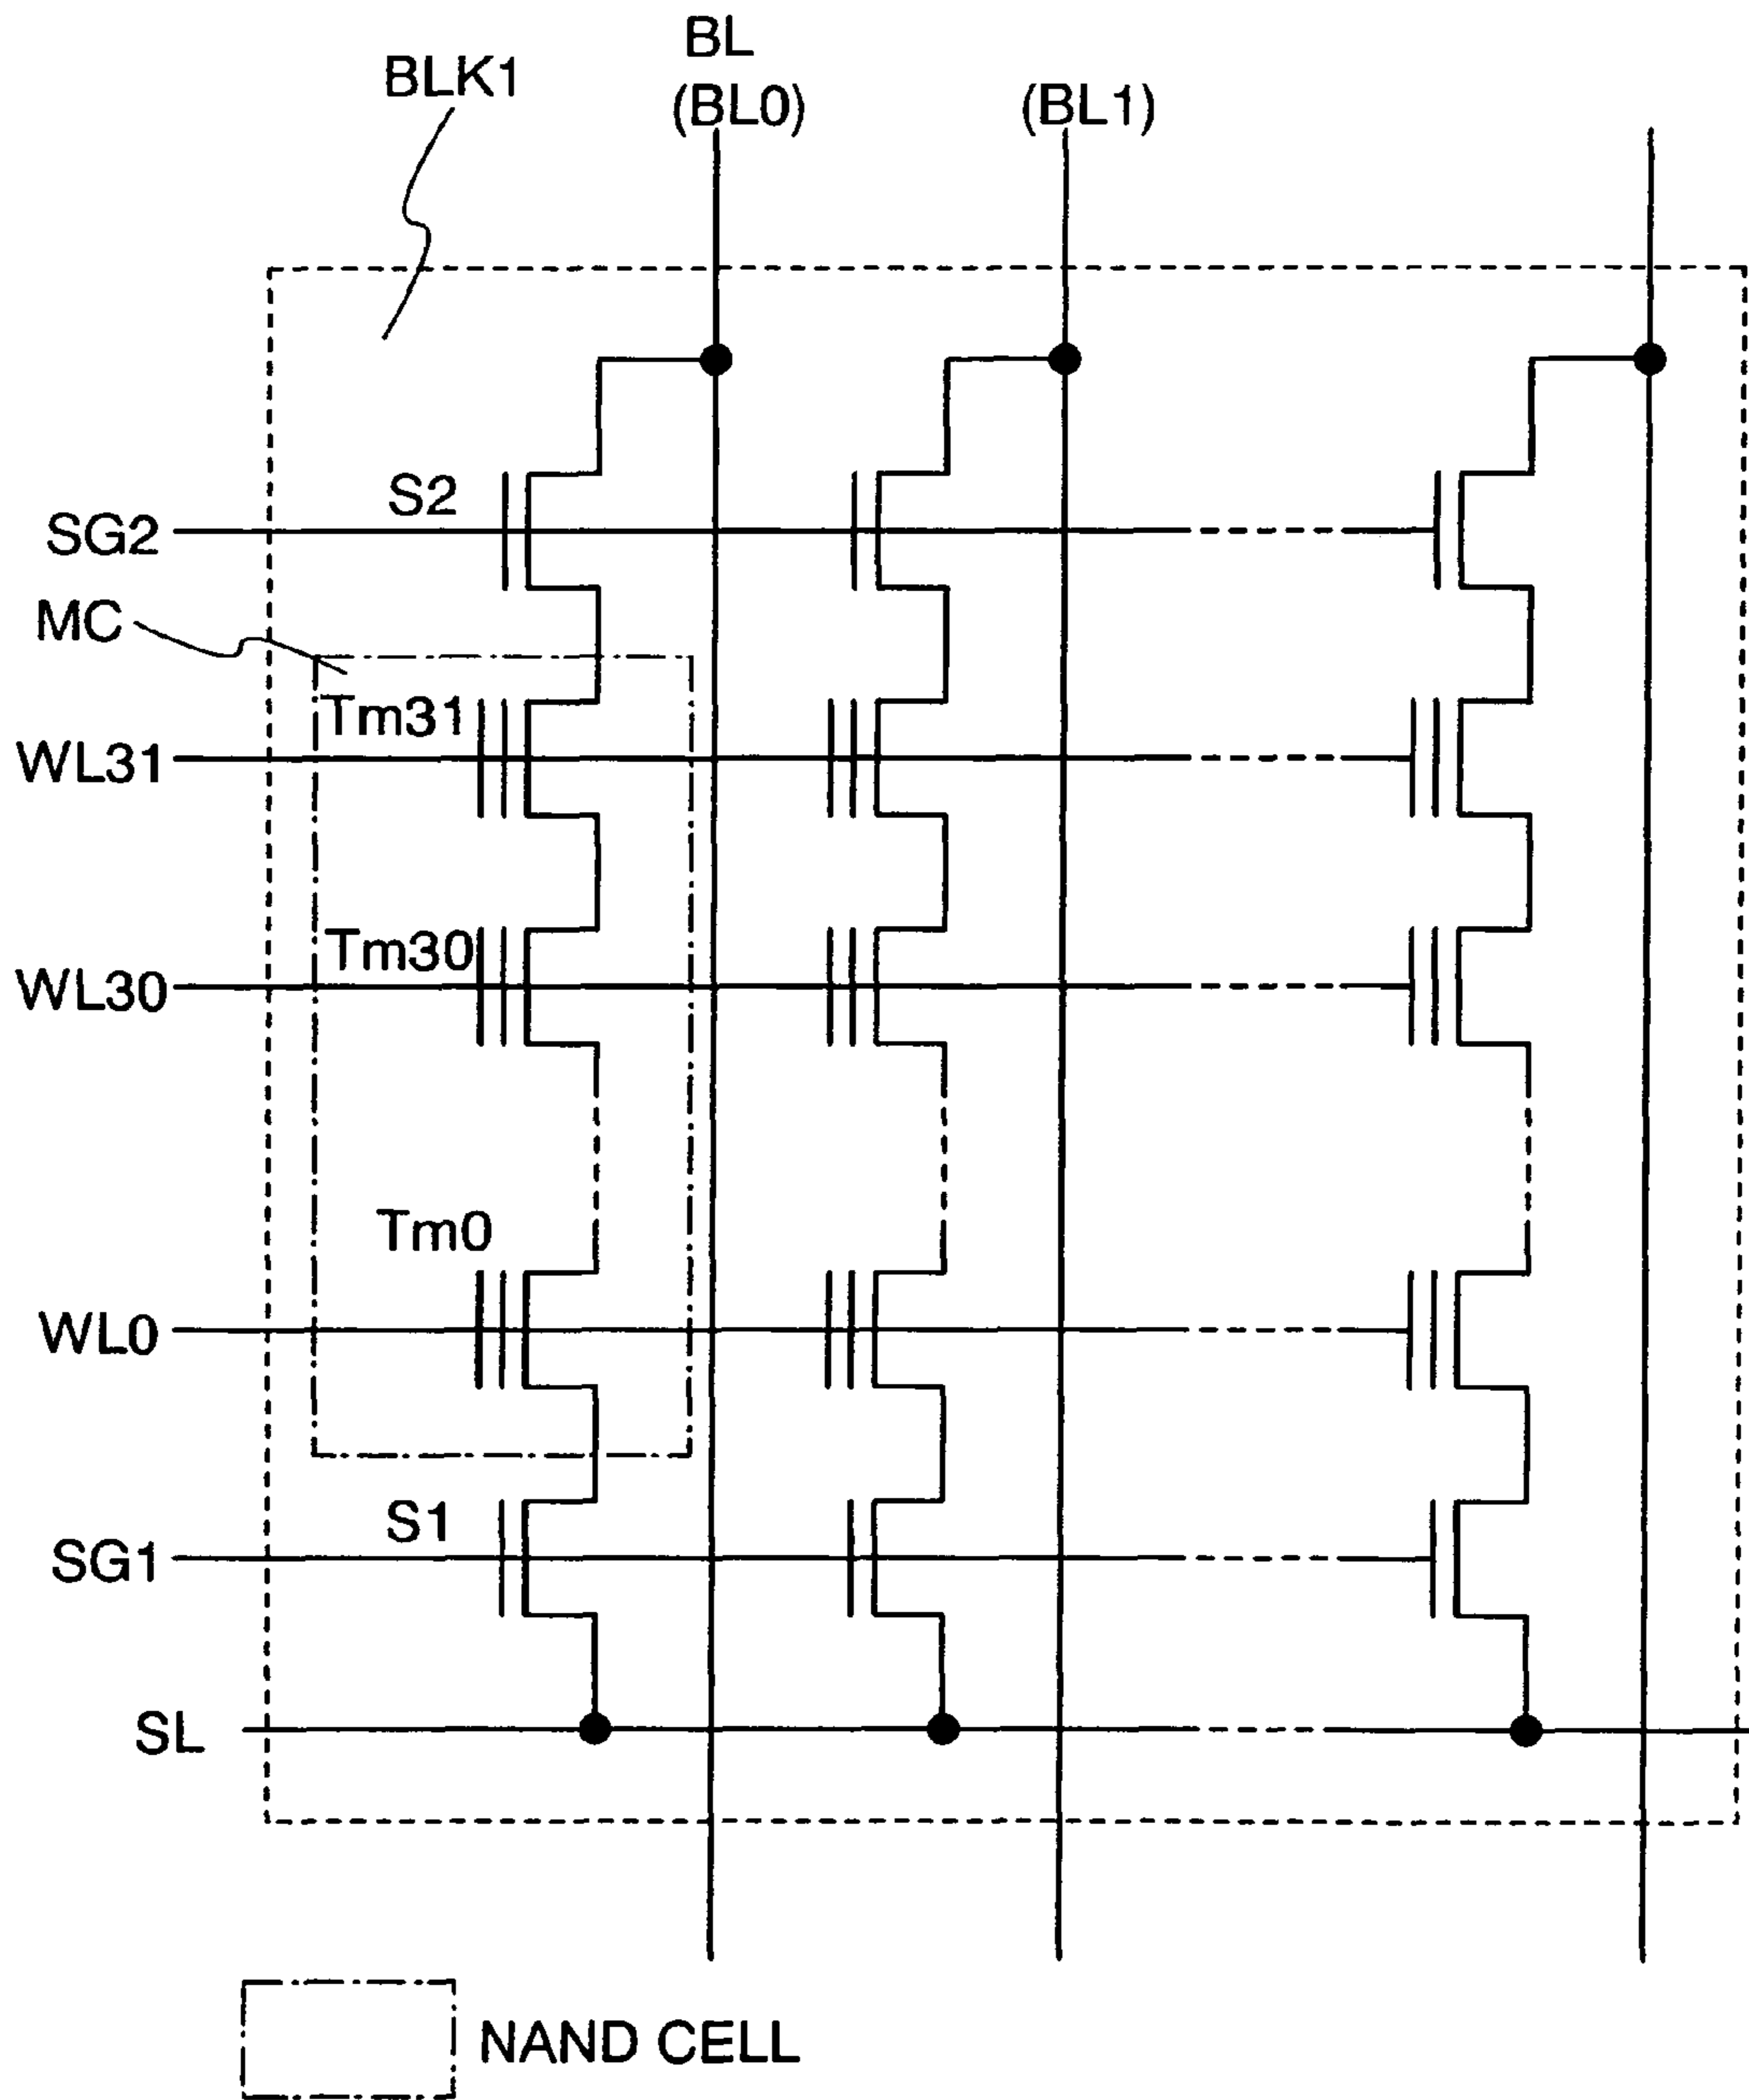 BL
BLK1
(BL0)
(BL1)
S2
SG2
MC
Tm31
WL31
Tm30
WL30
Tm0
WL0
S1
SG1
SL
NAND CELL